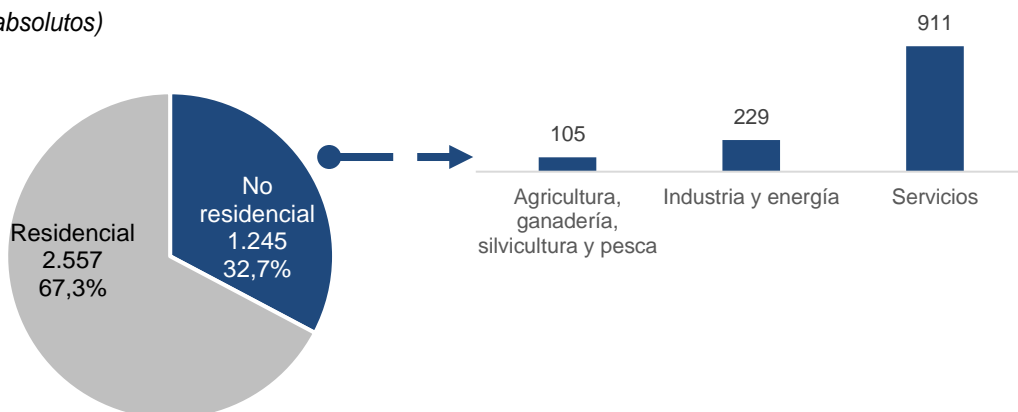 absolutos)
Residencial
2.557
67,3%
No
residencial
1.245
32,7%
105
229
911
Agricultura,
ganadería,
silvicultura y pesca
Industria y energía
Servicios